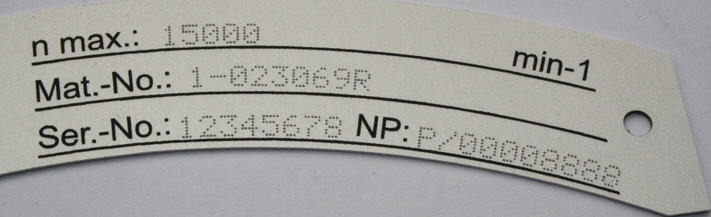 n max.: 15000 min-1
Mat.-No.: 1-023069R
Ser.-No.: 12345678 NP: P/00008888